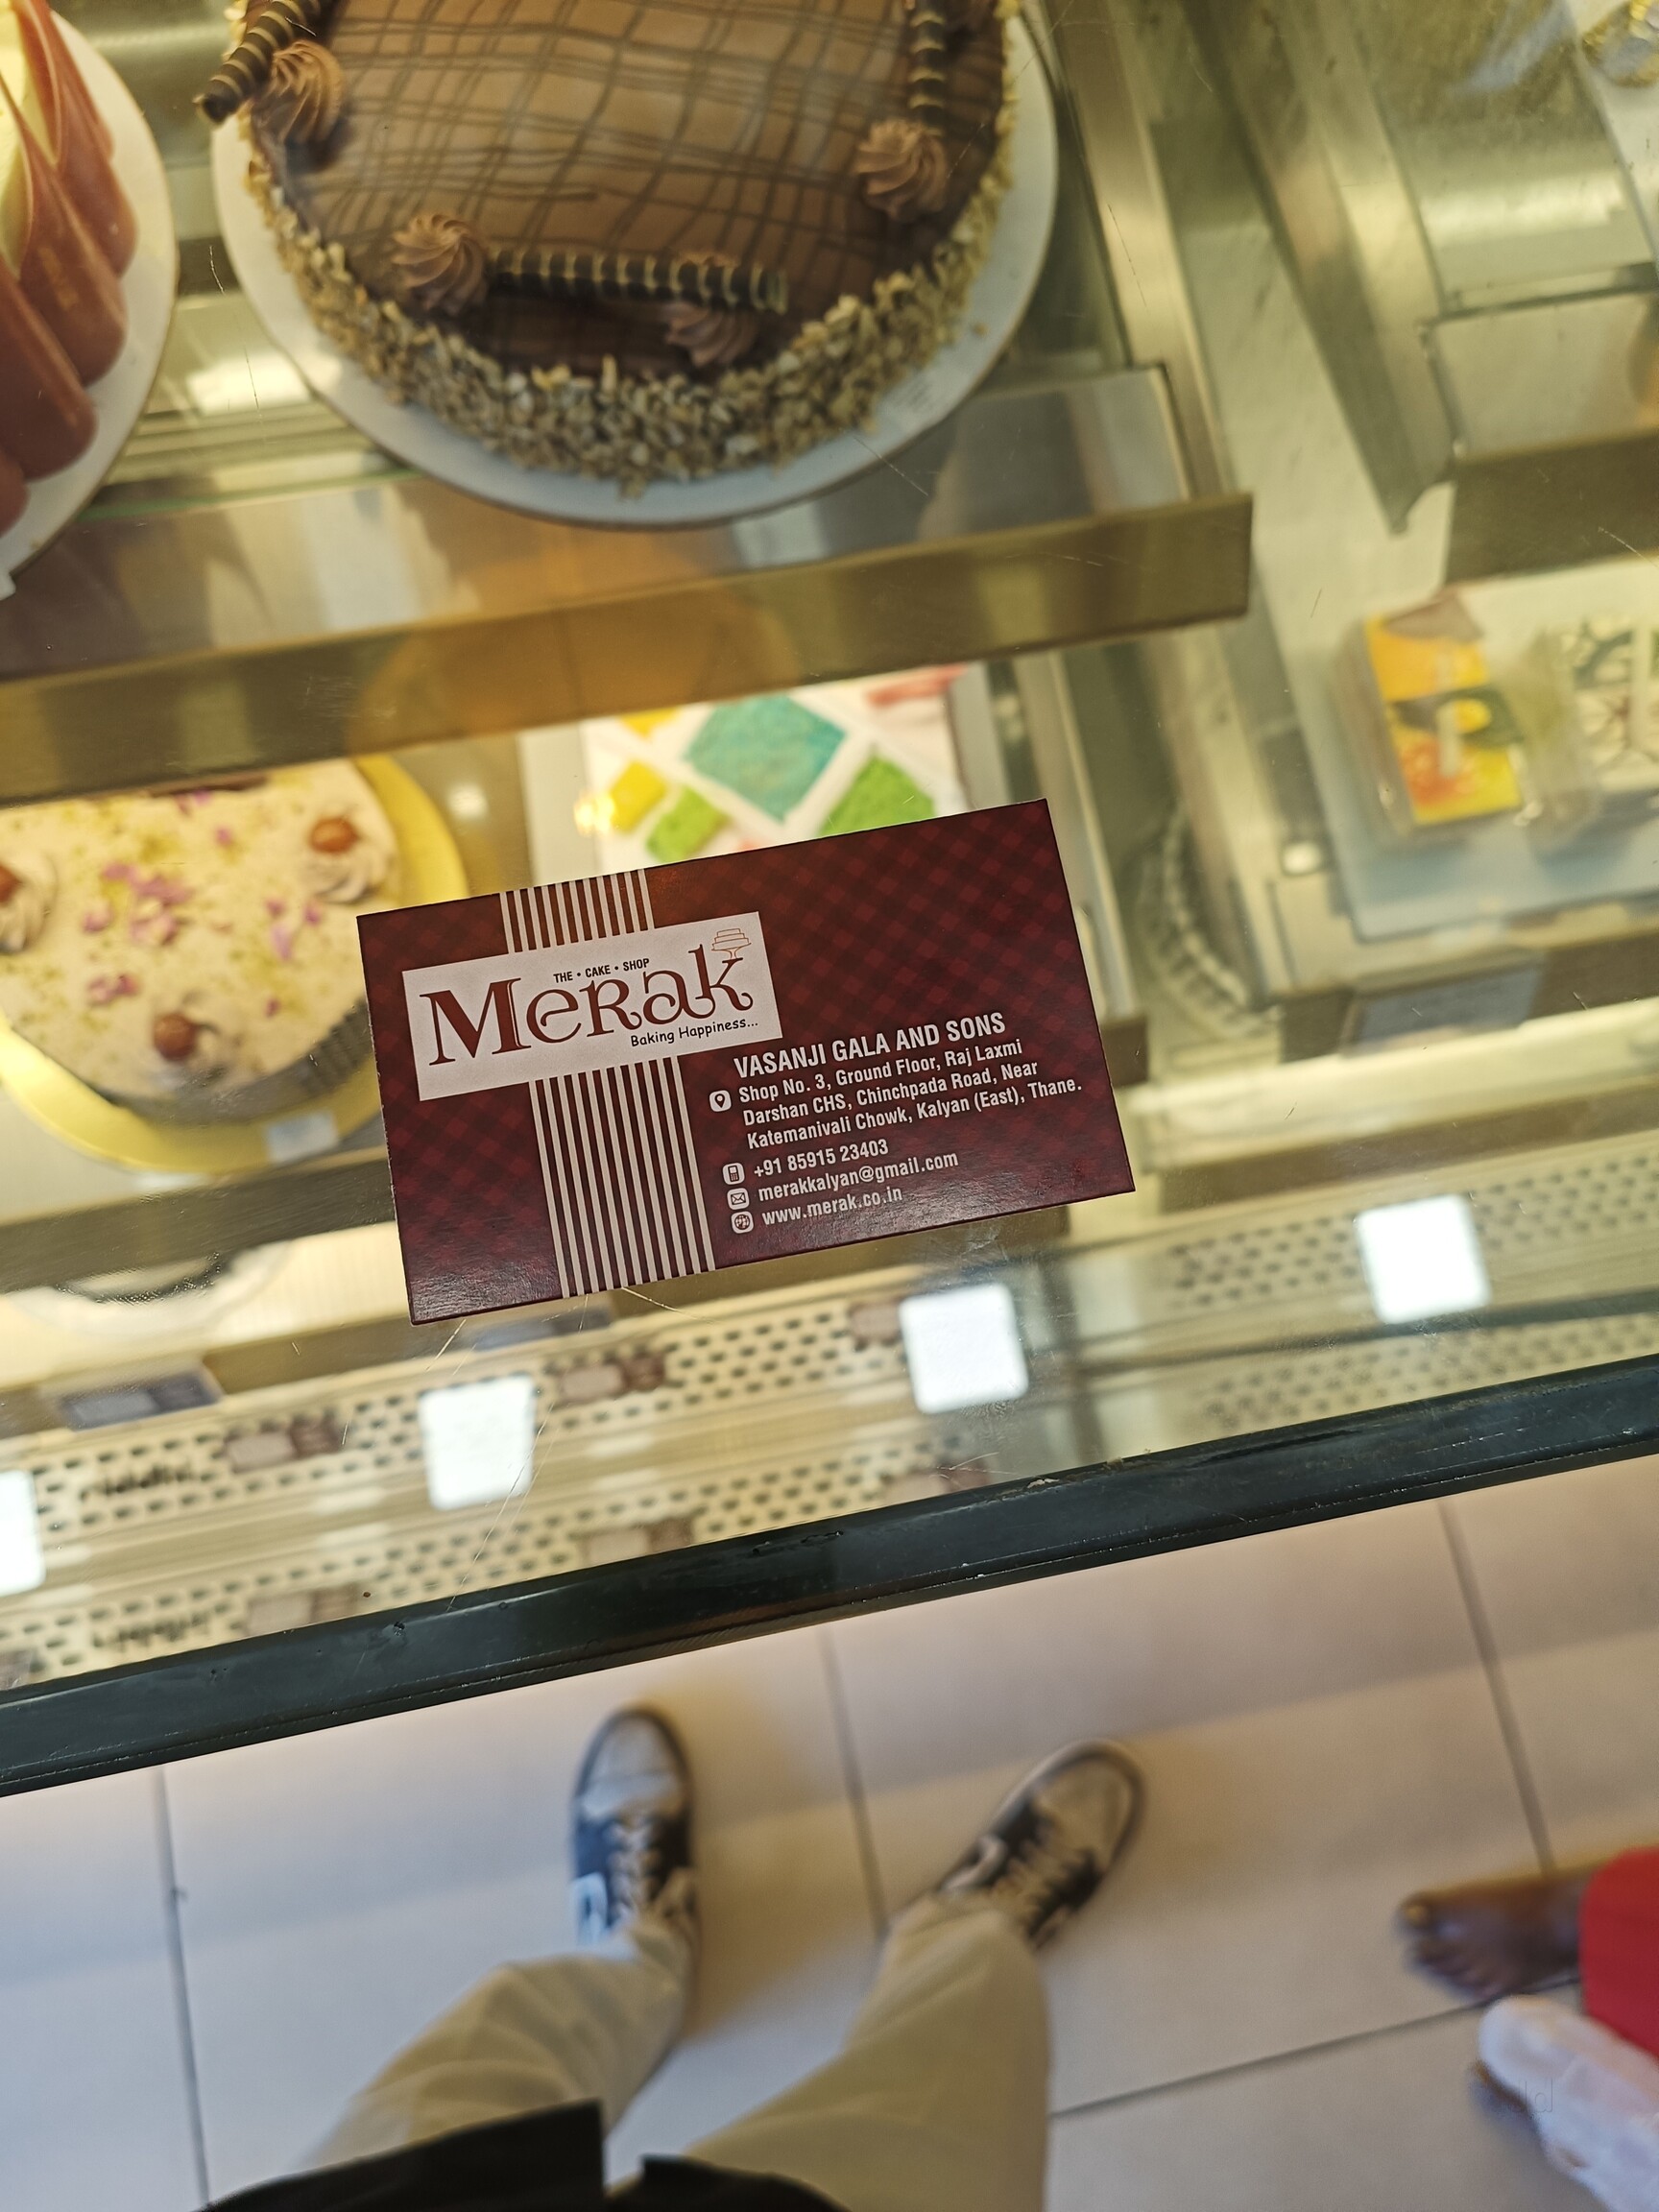 THE • CAKE • SHOP
Merak
Baking Happiness...
VASANJI GALA AND SONS
Shop No. 3, Ground Floor, Raj Laxmi
Darshan CHS, Chinchpada Road, Near
Katemanivali Chowk, Kalyan (East), Thane.
+91 85915 23403
merakkalyan@gmail.com
www.merak.co.in